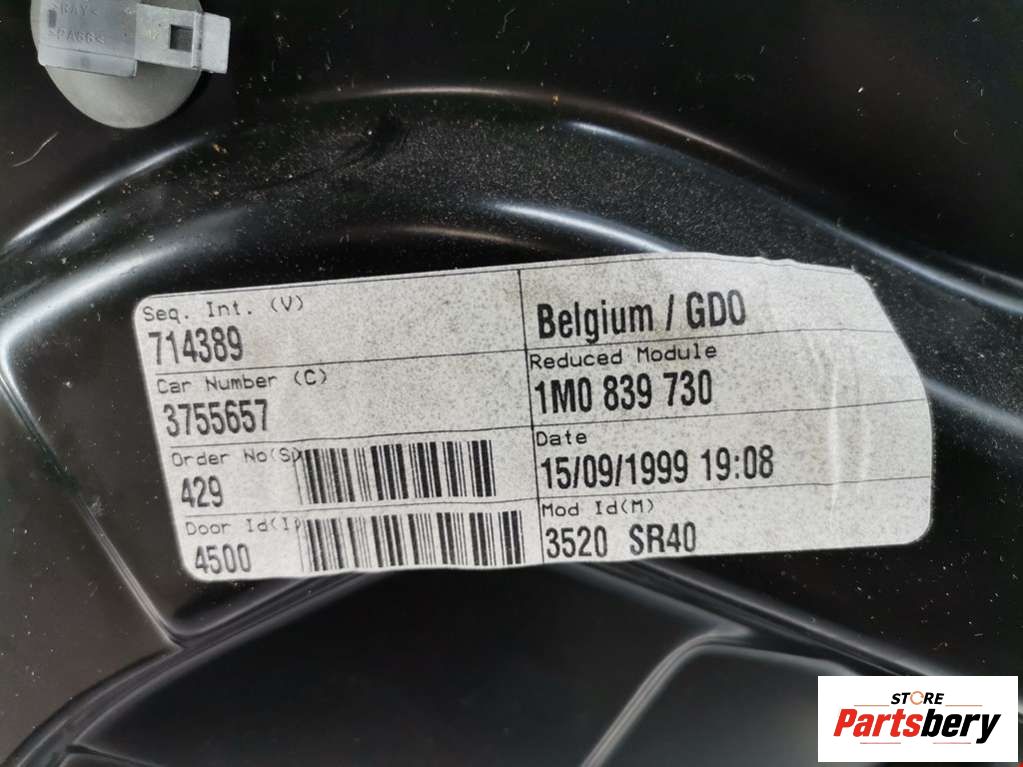 >PA66<
Seq. Int. (V)
714389
Car Number (C)
3755657
Order No(S)
429
Door Id(I)
4500
Belgium / GDO
Reduced Module
1M0 839 730
Date
15/09/1999 19:08
Mod Id(M)
3520 SR40
STORE
Partsbery